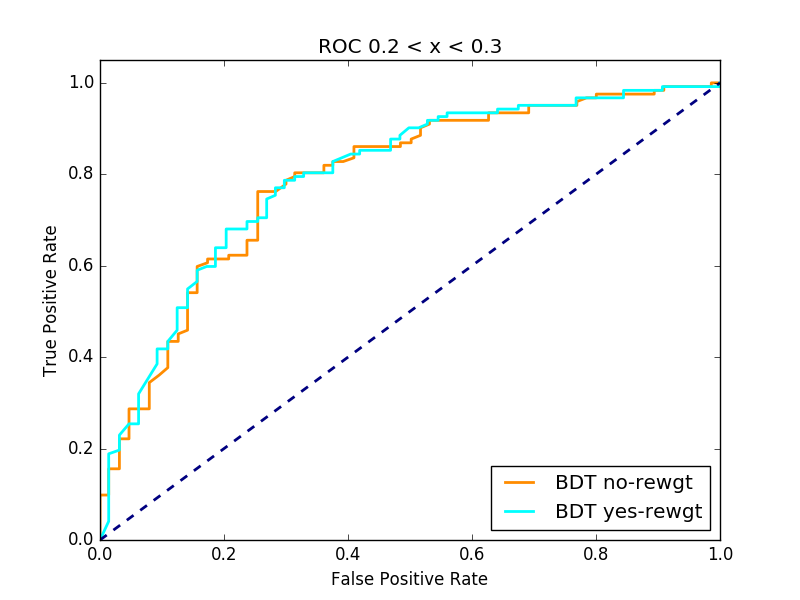 ROC 0.2 < x < 0.3
1.0
0.8
0.6
0.4
0.2
0.0
True Positive Rate
BDT no-rewgt
BDT yes-rewgt
0.0 0.2 0.4 0.6 0.8 1.0
False Positive Rate